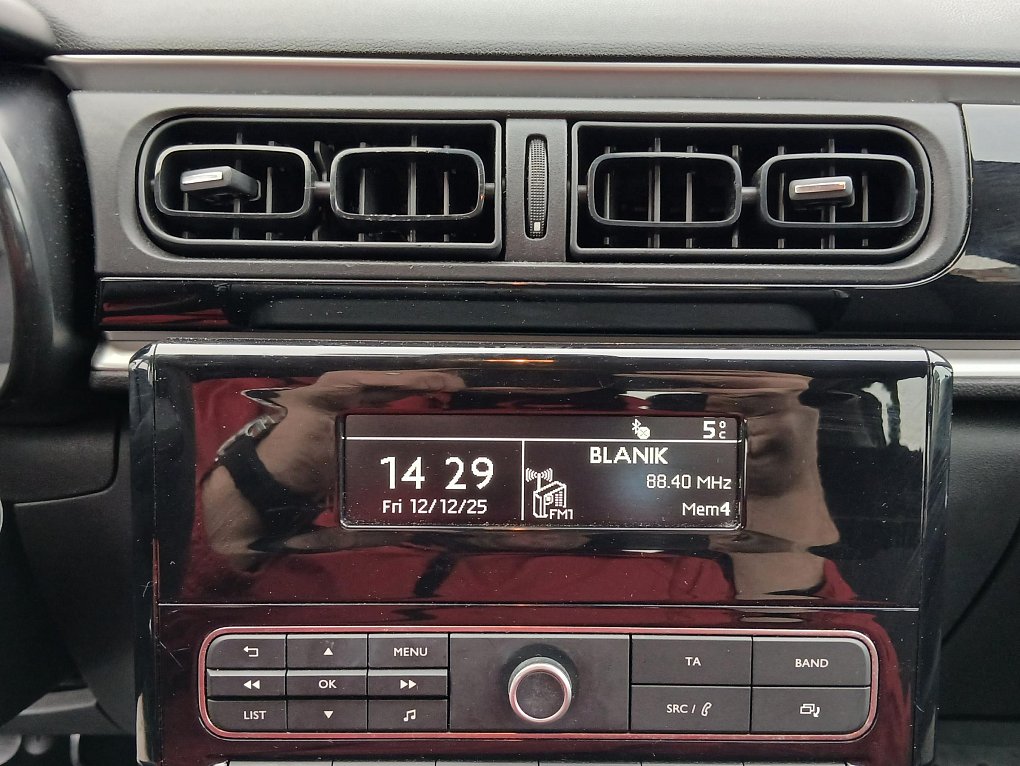 5°C
14 29
Fri 12/12/25
BLANIK
88.40 MHz
FM1
Mem4
MENU
OK
LIST
TA
BAND
SRC /